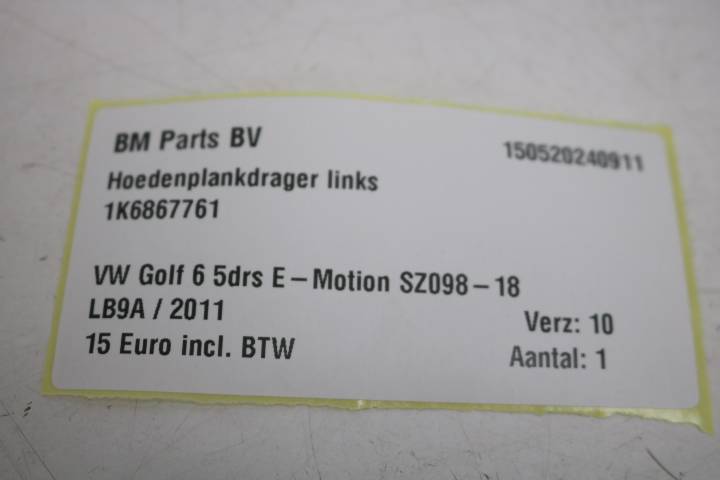 BM Parts BV
150520240911
Hoedenplankdrager links
1K6867761
VW Golf 6 5drs E-Motion SZ098-18
LB9A / 2011
Verz: 10
15 Euro incl. BTW
Aantal: 1